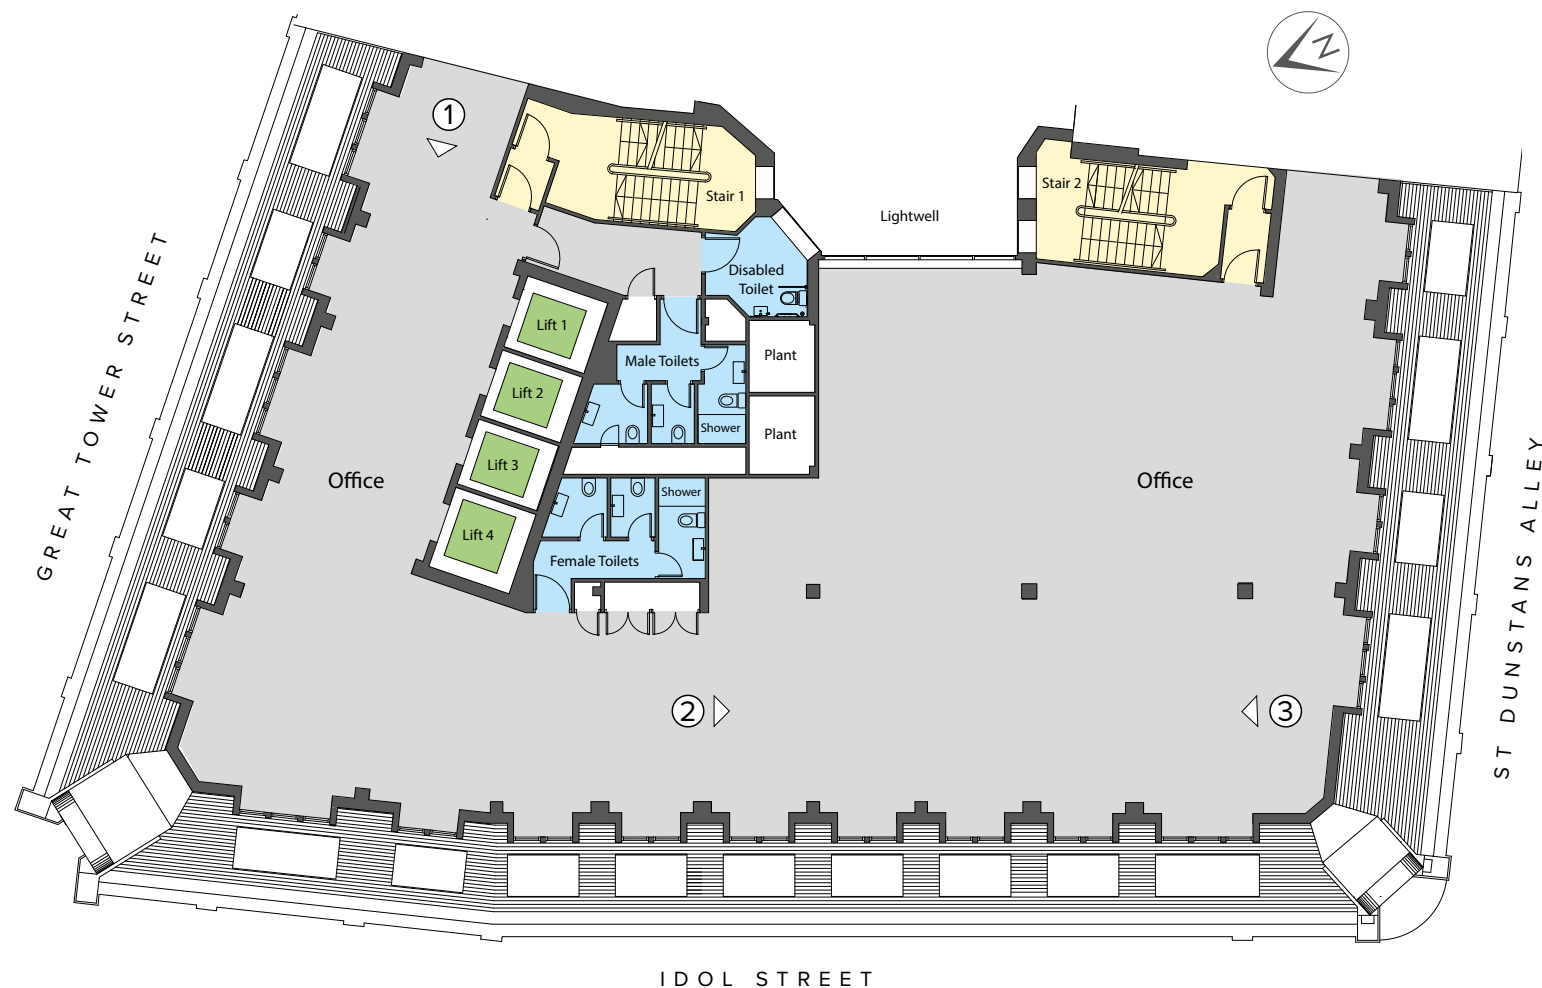 N
1
Stair 1
Stair 2
Lightwell
Disabled
Toilet
Lift 1
Male Toilets
Plant
Lift 2
Shower
Plant
Lift 3
Office
Office
Shower
Lift 4
Female Toilets
2
3
GREAT TOWER STREET
ST DUNSTANS ALLEY
IDOL STREET